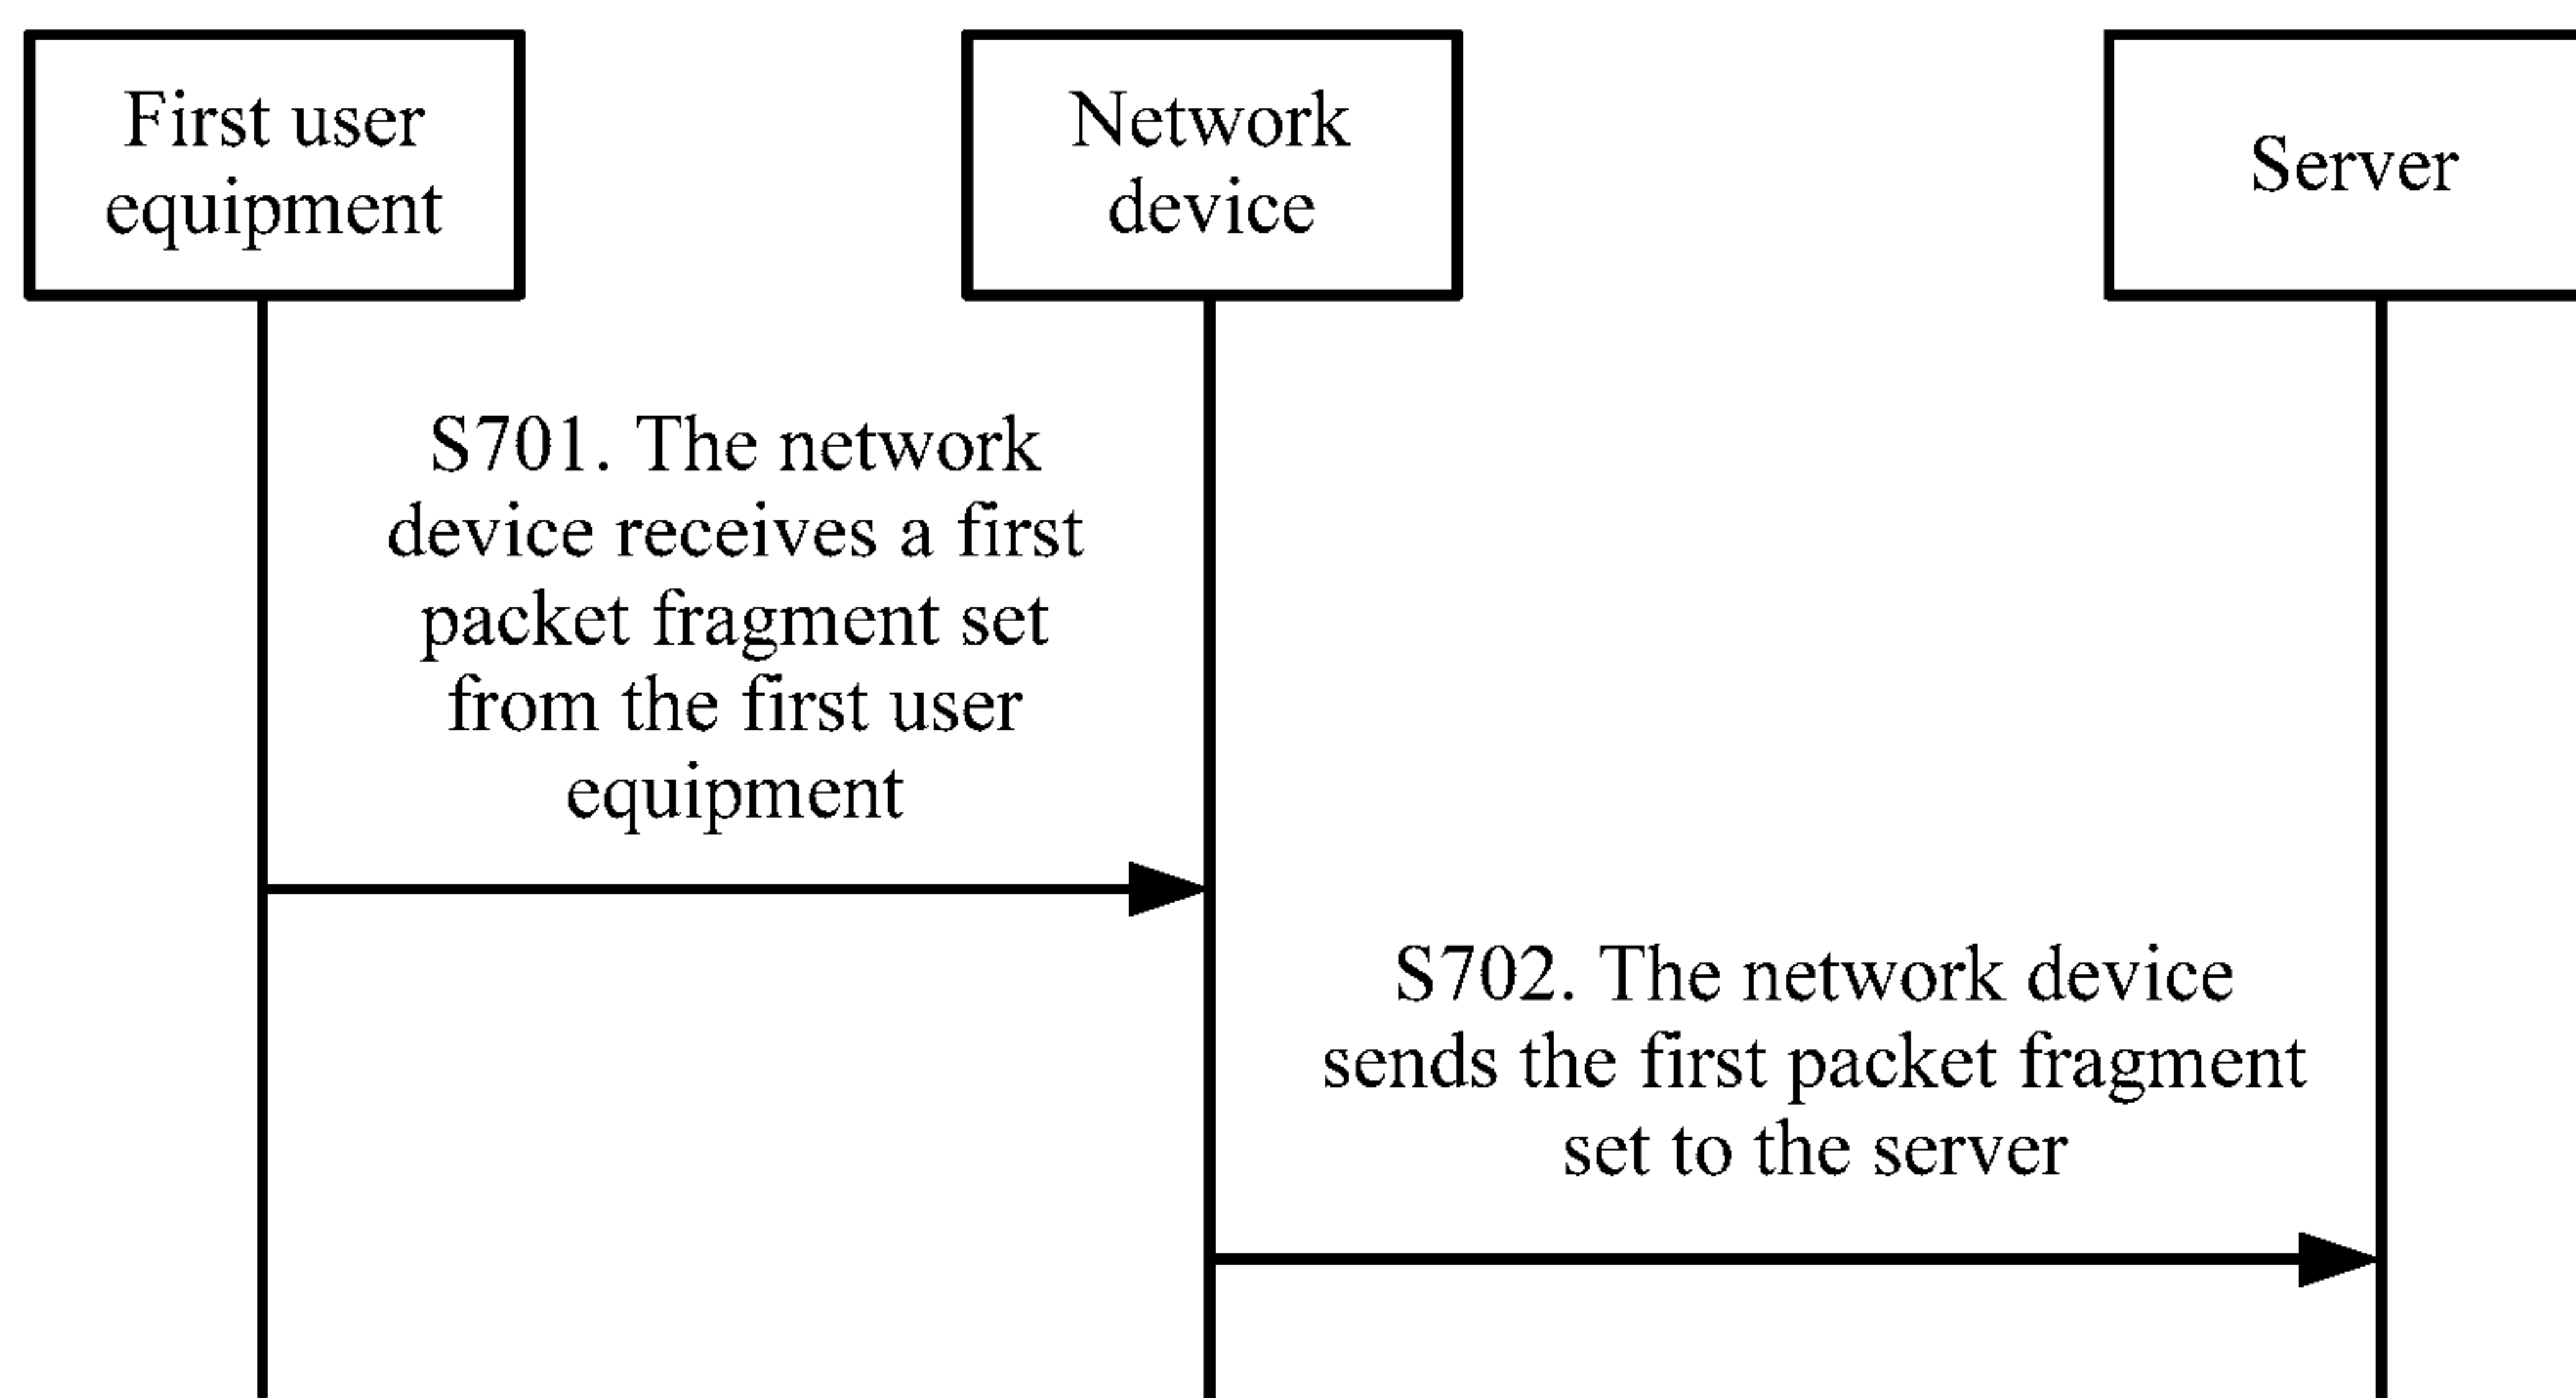 First user
equipment
Network
device
Server
S701. The network
device receives a first
packet fragment set
from the first user
equipment
S702. The network device
sends the first packet fragment
set to the server